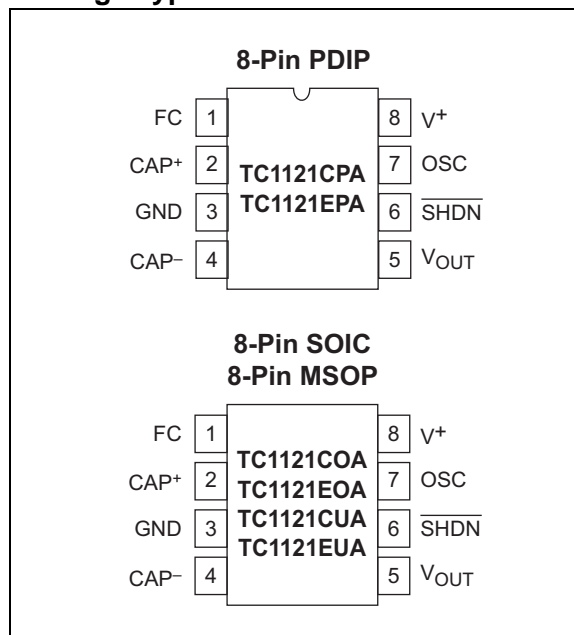 8-Pin PDIP
FC 1 8 V+
CAP+ 2 TC1121CPA 7 OSC
GND 3 TC1121EPA 6 SHDN
CAP– 4 5 VOUT
8-Pin SOIC
8-Pin MSOP
FC 1 8 V+
CAP+ 2 TC1121COA 7 OSC
TC1121EOA
GND 3 TC1121CUA 6 SHDN
CAP– 4 TC1121EUA 5 VOUT